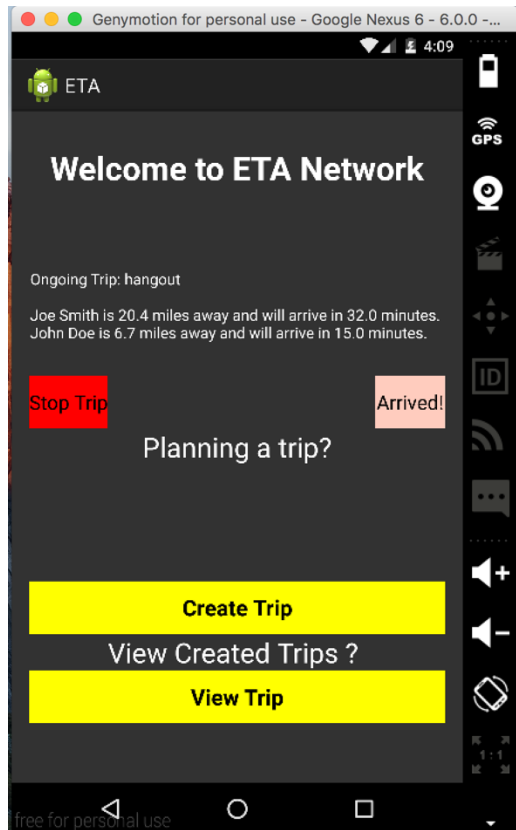 Genymotion for personal use - Google Nexus 6 - 6.0.0 -...
4:09
ETA
GPS
Welcome to ETA Network
Ongoing Trip: hangout
Joe Smith is 20.4 miles away and will arrive in 32.0 minutes.
John Doe is 6.7 miles away and will arrive in 15.0 minutes.
ID
Stop Trip
Arrived!
Planning a trip?
Create Trip
View Created Trips ?
View Trip
1:1
free for personal use